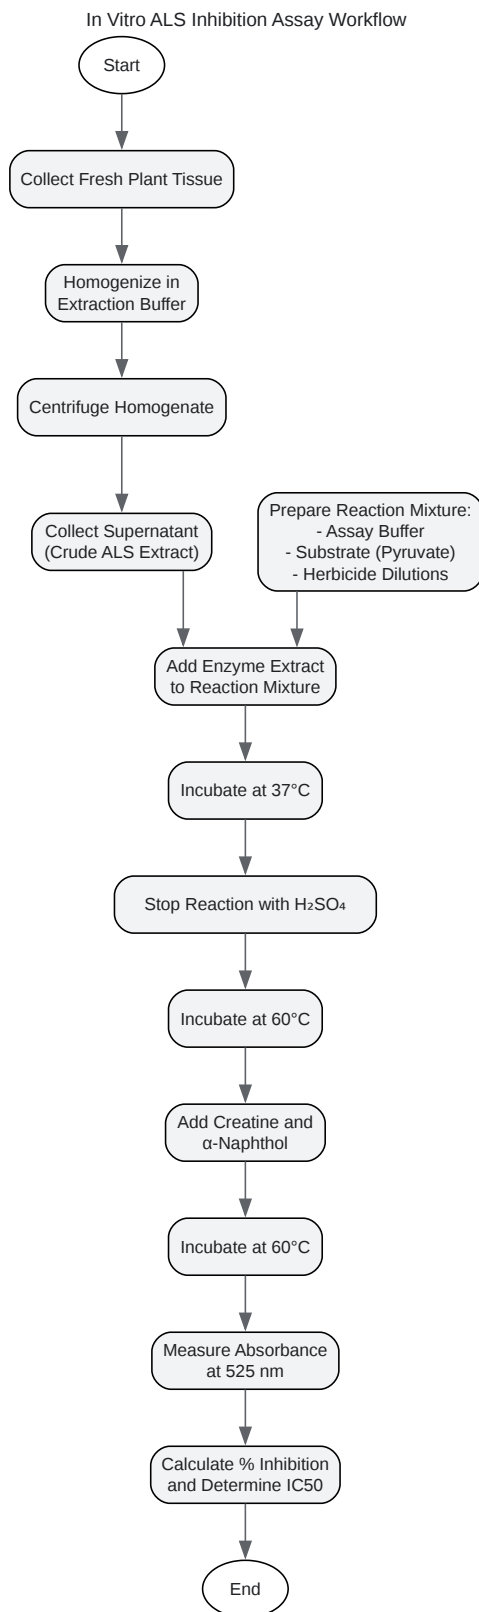 In Vitro ALS Inhibition Assay Workflow
Start
Collect Fresh Plant Tissue
Homogenize in
Extraction Buffer
Centrifuge Homogenate
Collect Supernatant
(Crude ALS Extract)
Prepare Reaction Mixture:
- Assay Buffer
- Substrate (Pyruvate)
- Herbicide Dilutions
Add Enzyme Extract
to Reaction Mixture
Incubate at 37°C
Stop Reaction with H₂SO₄
Incubate at 60°C
Add Creatine and
α-Naphthol
Incubate at 60°C
Measure Absorbance
at 525 nm
Calculate % Inhibition
and Determine IC50
End